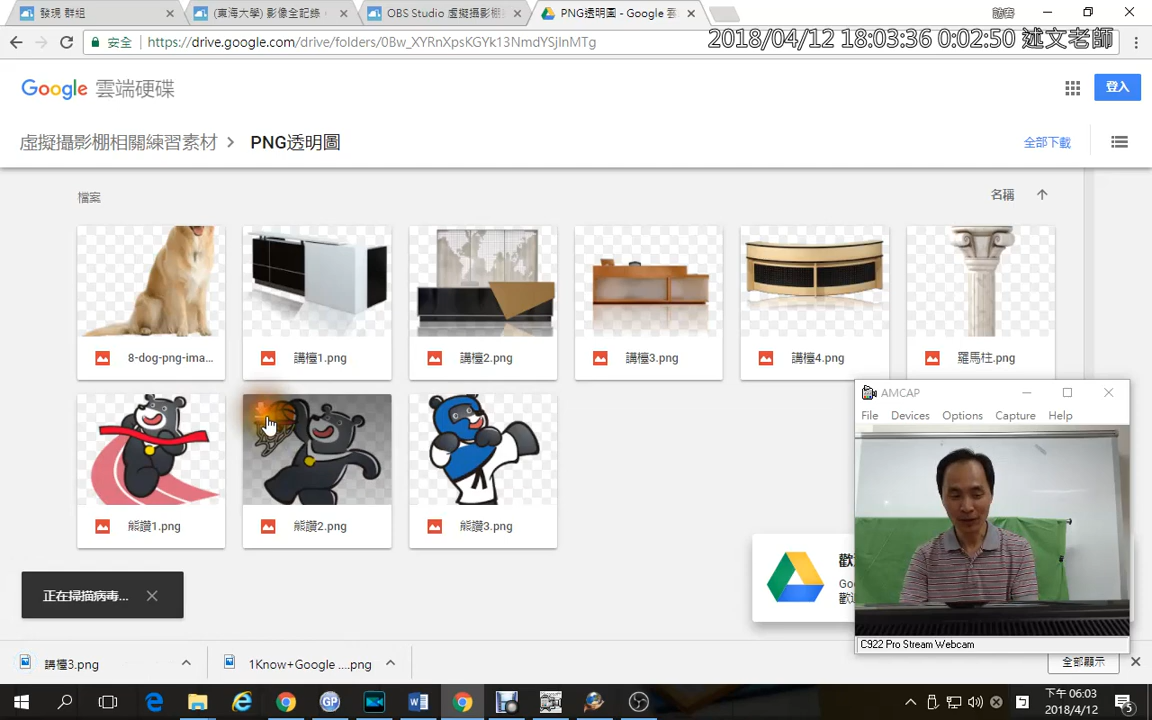 發現 群組
(東海大學) 影像全記錄
OBS Studio 虛擬攝影棚
PNG透明圖 - Google 雲
訪客
安全
https://drive.google.com/drive/folders/0Bw_XYRnXpsKGYk13NmdYSjlnMTg
2018/04/12 18:03:36 0:02:50 述文老師
Google 雲端硬碟
登入
虛擬攝影棚相關練習素材 > PNG透明圖
全部下載
檔案
名稱
8-dog-png-ima...
講檯1.png
講檯2.png
講檯3.png
講檯4.png
羅馬柱.png
AMCAP
File Devices Options Capture Help
熊讚1.png
熊讚2.png
熊讚3.png
歡
Goo
歡
正在掃描病毒...
C922 Pro Stream Webcam
講檯3.png
1Know+Google ....png
全部顯示
下午 06:03
2018/4/12
5